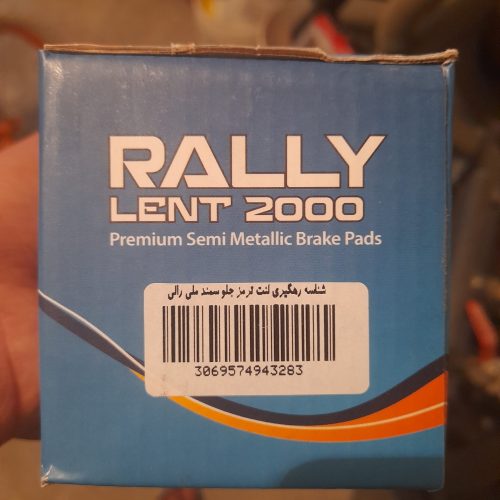 RALLY
LENT 2000
Premium Semi Metallic Brake Pads
شناسه رهگیری لنت ترمز جلو سمند ملی رالی
3069574943283